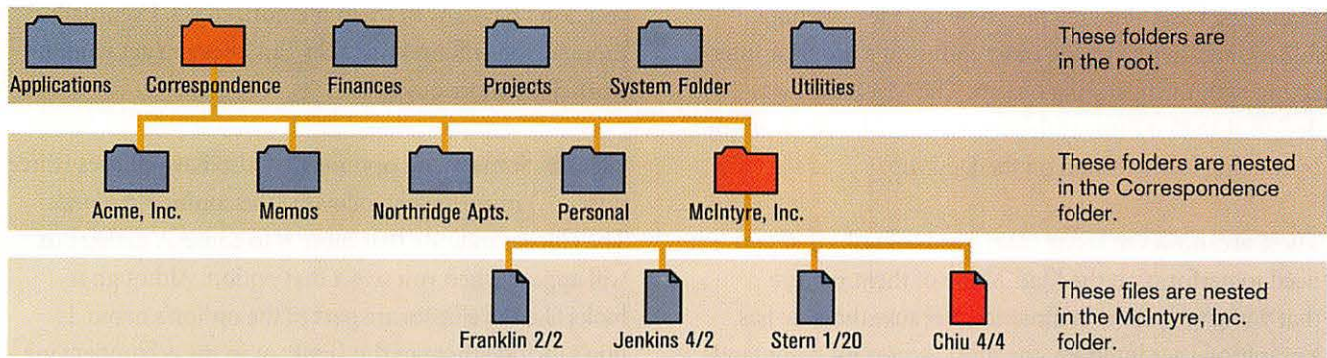 These folders are
in the root.
Applications
Correspondence
Finances
Projects
System Folder
Utilities
These folders are nested
in the Correspondence
folder.
Acme, Inc.
Memos
Northridge Apts.
Personal
McIntyre, Inc.
These files are nested
in the McIntyre, Inc.
folder.
Franklin 2/2
Jenkins 4/2
Stern 1/20
Chiu 4/4